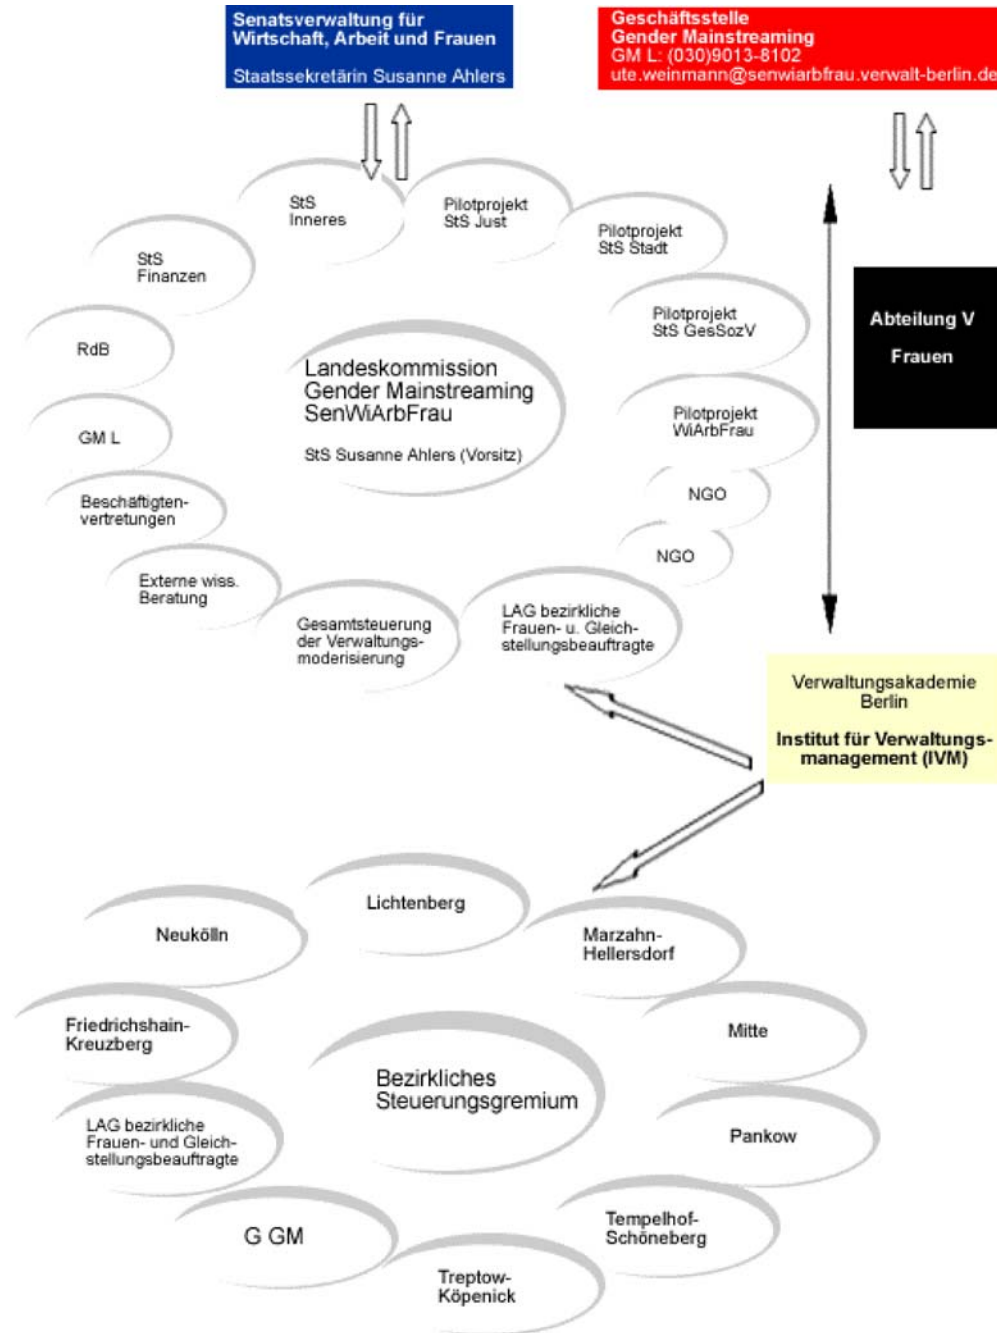 Senatsverwaltung für
Wirtschaft, Arbeit und Frauen
Staatssekretärin Susanne Ahlers
Geschäftsstelle
Gender Mainstreaming
GM L: (030)9013-8102
ute.weinmann@senwiarbfrau.verwalt-berlin.de
StS
Inneres
Pilotprojekt
StS Just
Pilotprojekt
StS Stadt
StS
Finanzen
Pilotprojekt
StS GesSozV
Abteilung V
Frauen
RdB
Landeskommission
Gender Mainstreaming
SenWiArbFrau
StS Susanne Ahlers (Vorsitz)
Pilotprojekt
WiArbFrau
GM L
NGO
Beschäftigten-
vertretungen
NGO
Externe wiss.
Beratung
Gesamtsteuerung
der Verwaltungs-
moderisierung
LAG bezirkliche
Frauen- u. Gleich-
stellungsbeauftragte
Verwaltungsakademie
Berlin
Institut für Verwaltungs-
management (IVM)
Lichtenberg
Neukölln
Marzahn-
Hellersdorf
Friedrichshain-
Kreuzberg
Mitte
Bezirkliches
Steuerungsgremium
LAG bezirkliche
Frauen- und Gleich-
stellungsbeauftragte
Pankow
G GM
Tempelhof-
Schöneberg
Treptow-
Köpenick